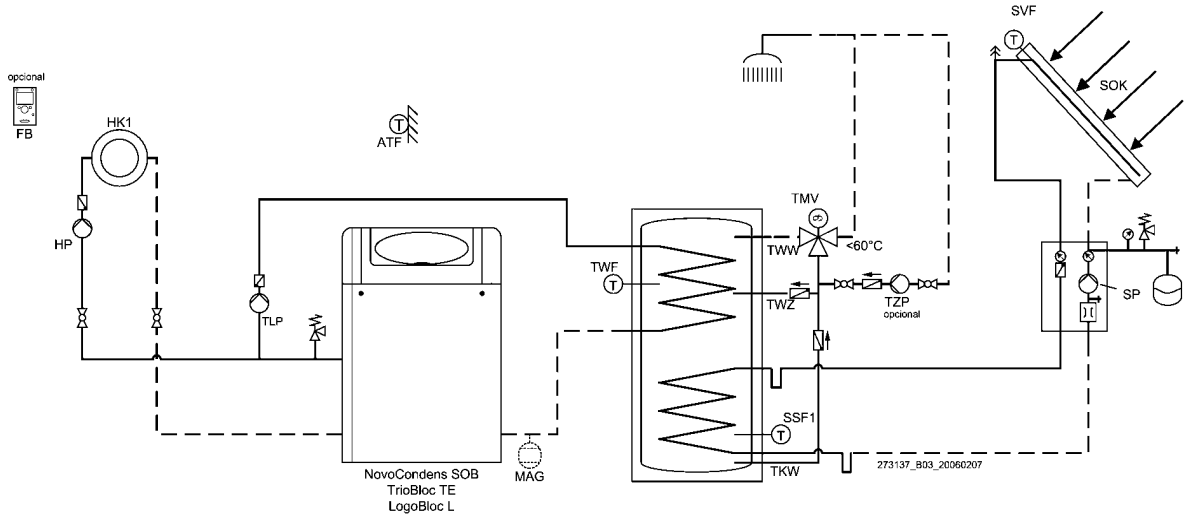 SVF
T
opcional
SOK
FB
HK1
T
ATF
TMV
HP
TWW
<60°C
TWF
T
TWZ
TZP
opcional
SP
TLP
SSF1
T
MAG
TKW
273137_B03_20060207
NovoCondens SOB
TrioBloc TE
LogoBloc L